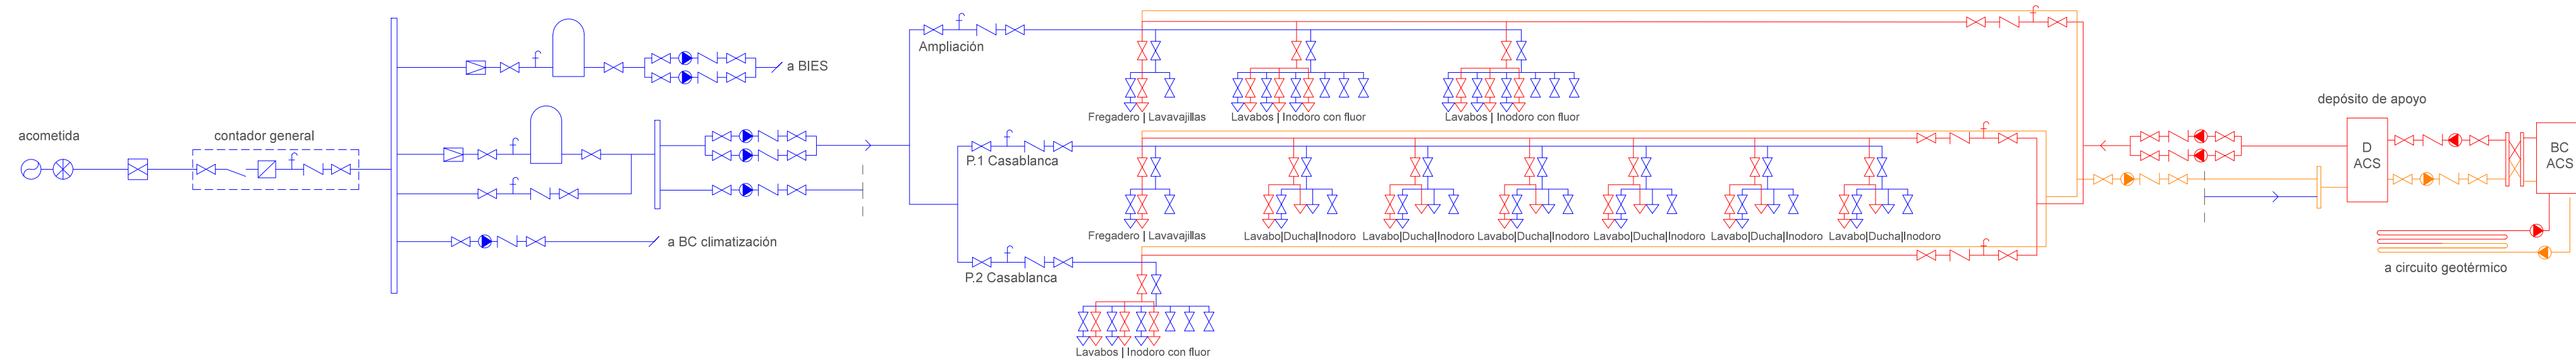 acometida
contador general
a BIES
a BC climatización
Ampliación
P.1 Casablanca
P.2 Casablanca
Fregadero | Lavavajillas
Lavabos | Inodoro con fluor
Lavabos | Inodoro con fluor
Fregadero | Lavavajillas
Lavabo|Ducha|Inodoro
Lavabo|Ducha|Inodoro
Lavabo|Ducha|Inodoro
Lavabo|Ducha|Inodoro
Lavabo|Ducha|Inodoro
Lavabo|Ducha|Inodoro
Lavabos | Inodoro con fluor
depósito de apoyo
D
ACS
BC
ACS
a circuito geotérmico